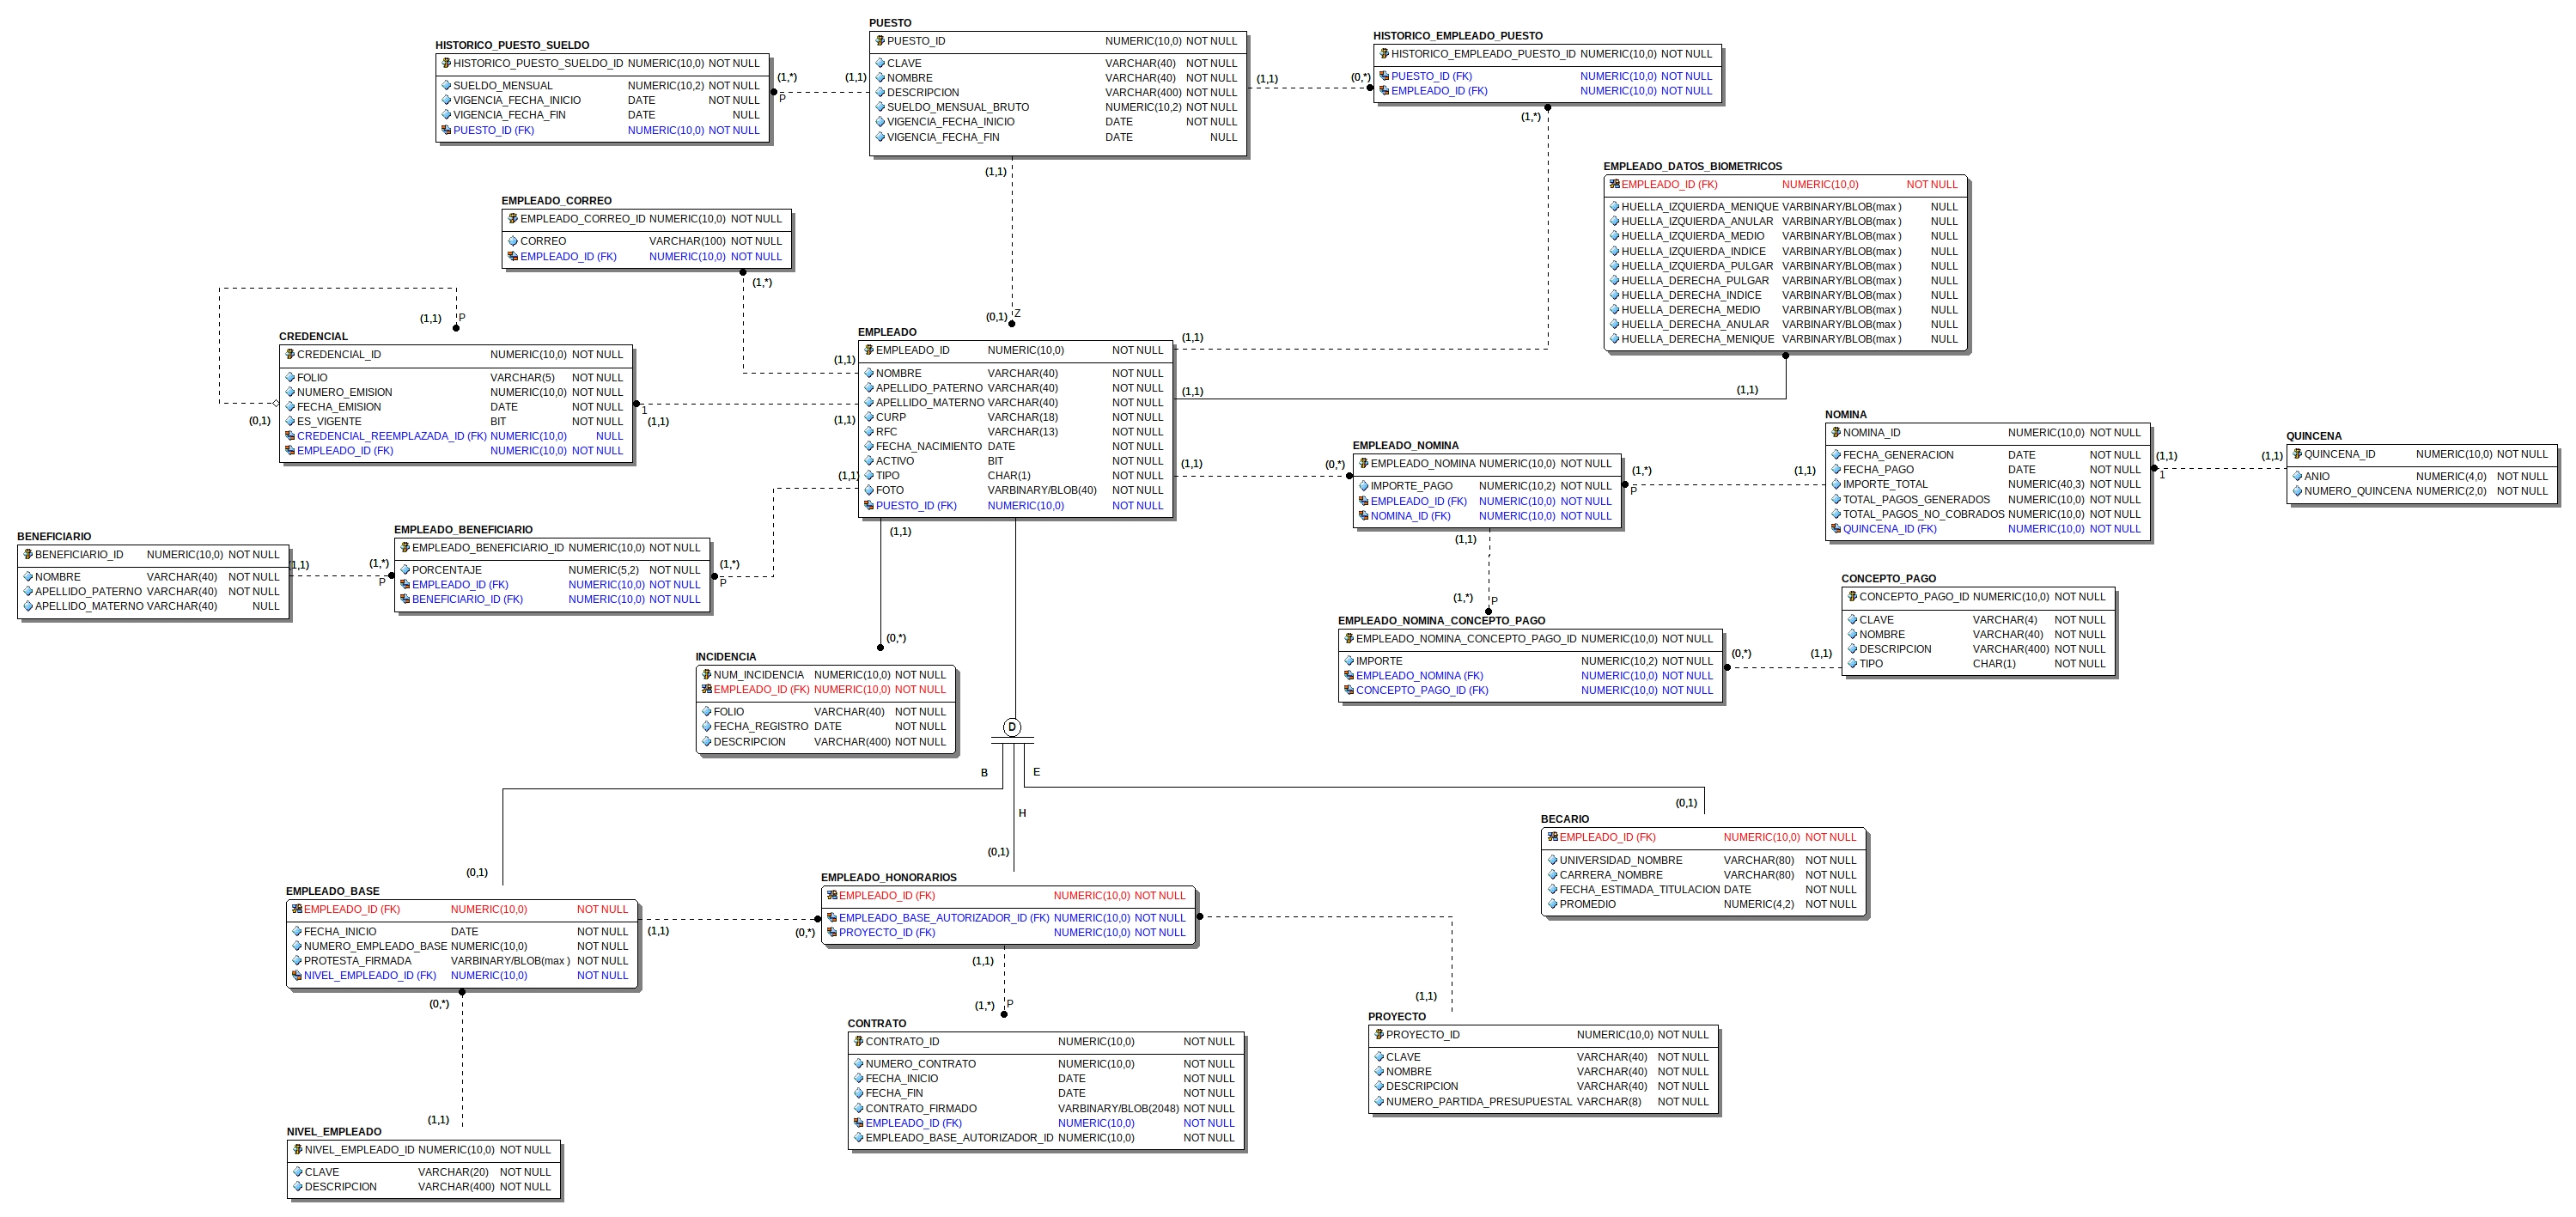 PUESTO
PUESTO_ID NUMERIC(10,0) NOT NULL
CLAVE VARCHAR(40) NOT NULL
NOMBRE VARCHAR(40) NOT NULL
DESCRIPCION VARCHAR(400) NOT NULL
SUELDO_MENSUAL_BRUTO NUMERIC(10,2) NOT NULL
VIGENCIA_FECHA_INICIO DATE NOT NULL
VIGENCIA_FECHA_FIN DATE NULL
HISTORICO_PUESTO_SUELDO
HISTORICO_PUESTO_SUELDO_ID NUMERIC(10,0) NOT NULL
SUELDO_MENSUAL NUMERIC(10,2) NOT NULL
VIGENCIA_FECHA_INICIO DATE NOT NULL
VIGENCIA_FECHA_FIN DATE NULL
PUESTO_ID (FK) NUMERIC(10,0) NOT NULL
(1,*)
P
(1,1)
(1,1)
(0,*)
HISTORICO_EMPLEADO_PUESTO
HISTORICO_EMPLEADO_PUESTO_ID NUMERIC(10,0) NOT NULL
PUESTO_ID (FK) NUMERIC(10,0) NOT NULL
EMPLEADO_ID (FK) NUMERIC(10,0) NOT NULL
(1,*)
(1,1)
(0,1)
Z
EMPLEADO_DATOS_BIOMETRICOS
EMPLEADO_ID (FK) NUMERIC(10,0) NOT NULL
HUELLA_IZQUIERDA_MENIQUE VARBINARY/BLOB(max ) NULL
HUELLA_IZQUIERDA_ANULAR VARBINARY/BLOB(max ) NULL
HUELLA_IZQUIERDA_MEDIO VARBINARY/BLOB(max ) NULL
HUELLA_IZQUIERDA_INDICE VARBINARY/BLOB(max ) NULL
HUELLA_IZQUIERDA_PULGAR VARBINARY/BLOB(max ) NULL
HUELLA_DERECHA_PULGAR VARBINARY/BLOB(max ) NULL
HUELLA_DERECHA_INDICE VARBINARY/BLOB(max ) NULL
HUELLA_DERECHA_MEDIO VARBINARY/BLOB(max ) NULL
HUELLA_DERECHA_ANULAR VARBINARY/BLOB(max ) NULL
HUELLA_DERECHA_MENIQUE VARBINARY/BLOB(max ) NULL
(1,1)
EMPLEADO_CORREO
EMPLEADO_CORREO_ID NUMERIC(10,0) NOT NULL
CORREO VARCHAR(100) NOT NULL
EMPLEADO_ID (FK) NUMERIC(10,0) NOT NULL
(1,*)
(1,1)
P
(0,1)
CREDENCIAL
CREDENCIAL_ID NUMERIC(10,0) NOT NULL
FOLIO VARCHAR(5) NOT NULL
NUMERO_EMISION NUMERIC(10,0) NOT NULL
FECHA_EMISION DATE NOT NULL
ES_VIGENTE BIT NOT NULL
CREDENCIAL_REEMPLAZADA_ID (FK) NUMERIC(10,0) NULL
EMPLEADO_ID (FK) NUMERIC(10,0) NOT NULL
1
(1,1)
EMPLEADO
EMPLEADO_ID NUMERIC(10,0) NOT NULL
NOMBRE VARCHAR(40) NOT NULL
APELLIDO_PATERNO VARCHAR(40) NOT NULL
APELLIDO_MATERNO VARCHAR(40) NOT NULL
CURP VARCHAR(18) NOT NULL
RFC VARCHAR(13) NOT NULL
FECHA_NACIMIENTO DATE NOT NULL
ACTIVO BIT NOT NULL
TIPO CHAR(1) NOT NULL
FOTO VARBINARY/BLOB(40) NOT NULL
PUESTO_ID (FK) NUMERIC(10,0) NOT NULL
(1,1)
(1,1)
(1,1)
(1,1)
(1,1)
(1,1)
(1,1)
(0,*)
EMPLEADO_NOMINA
EMPLEADO_NOMINA NUMERIC(10,0) NOT NULL
IMPORTE_PAGO NUMERIC(10,2) NOT NULL
EMPLEADO_ID (FK) NUMERIC(10,0) NOT NULL
NOMINA_ID (FK) NUMERIC(10,0) NOT NULL
(1,*)
P
(1,1)
NOMINA
NOMINA_ID NUMERIC(10,0) NOT NULL
FECHA_GENERACION DATE NOT NULL
FECHA_PAGO DATE NOT NULL
IMPORTE_TOTAL NUMERIC(40,3) NOT NULL
TOTAL_PAGOS_GENERADOS NUMERIC(10,0) NOT NULL
TOTAL_PAGOS_NO_COBRADOS NUMERIC(10,0) NOT NULL
QUINCENA_ID (FK) NUMERIC(10,0) NOT NULL
(1,1)
1
(1,1)
QUINCENA
QUINCENA_ID NUMERIC(10,0) NOT NULL
ANIO NUMERIC(4,0) NOT NULL
NUMERO_QUINCENA NUMERIC(2,0) NOT NULL
BENEFICIARIO
BENEFICIARIO_ID NUMERIC(10,0) NOT NULL
NOMBRE VARCHAR(40) NOT NULL
APELLIDO_PATERNO VARCHAR(40) NOT NULL
APELLIDO_MATERNO VARCHAR(40) NULL
(1,1)
(1,*)
P
EMPLEADO_BENEFICIARIO
EMPLEADO_BENEFICIARIO_ID NUMERIC(10,0) NOT NULL
PORCENTAJE NUMERIC(5,2) NOT NULL
EMPLEADO_ID (FK) NUMERIC(10,0) NOT NULL
BENEFICIARIO_ID (FK) NUMERIC(10,0) NOT NULL
(1,*)
P
(1,1)
(1,*)
P
EMPLEADO_NOMINA_CONCEPTO_PAGO
EMPLEADO_NOMINA_CONCEPTO_PAGO_ID NUMERIC(10,0) NOT NULL
IMPORTE NUMERIC(10,2) NOT NULL
EMPLEADO_NOMINA (FK) NUMERIC(10,0) NOT NULL
CONCEPTO_PAGO_ID (FK) NUMERIC(10,0) NOT NULL
(0,*)
(1,1)
CONCEPTO_PAGO
CONCEPTO_PAGO_ID NUMERIC(10,0) NOT NULL
CLAVE VARCHAR(4) NOT NULL
NOMBRE VARCHAR(40) NOT NULL
DESCRIPCION VARCHAR(400) NOT NULL
TIPO CHAR(1) NOT NULL
(0,*)
INCIDENCIA
NUM_INCIDENCIA NUMERIC(10,0) NOT NULL
EMPLEADO_ID (FK) NUMERIC(10,0) NOT NULL
FOLIO VARCHAR(40) NOT NULL
FECHA_REGISTRO DATE NOT NULL
DESCRIPCION VARCHAR(400) NOT NULL
D
B
E
H
(0,1)
(0,1)
(0,1)
BECARIO
EMPLEADO_ID (FK) NUMERIC(10,0) NOT NULL
UNIVERSIDAD_NOMBRE VARCHAR(80) NOT NULL
CARRERA_NOMBRE VARCHAR(80) NOT NULL
FECHA_ESTIMADA_TITULACION DATE NOT NULL
PROMEDIO NUMERIC(4,2) NOT NULL
EMPLEADO_BASE
EMPLEADO_ID (FK) NUMERIC(10,0) NOT NULL
FECHA_INICIO DATE NOT NULL
NUMERO_EMPLEADO_BASE NUMERIC(10,0) NOT NULL
PROTESTA_FIRMADA VARBINARY/BLOB(max ) NOT NULL
NIVEL_EMPLEADO_ID (FK) NUMERIC(10,0) NOT NULL
(1,1)
(0,*)
EMPLEADO_HONORARIOS
EMPLEADO_ID (FK) NUMERIC(10,0) NOT NULL
EMPLEADO_BASE_AUTORIZADOR_ID (FK) NUMERIC(10,0) NOT NULL
PROYECTO_ID (FK) NUMERIC(10,0) NOT NULL
(0,*)
(1,1)
(1,1)
(1,*)
P
(1,1)
CONTRATO
CONTRATO_ID NUMERIC(10,0) NOT NULL
NUMERO_CONTRATO NUMERIC(10,0) NOT NULL
FECHA_INICIO DATE NOT NULL
FECHA_FIN DATE NOT NULL
CONTRATO_FIRMADO VARBINARY/BLOB(2048) NOT NULL
EMPLEADO_ID (FK) NUMERIC(10,0) NOT NULL
EMPLEADO_BASE_AUTORIZADOR_ID NUMERIC(10,0) NOT NULL
PROYECTO
PROYECTO_ID NUMERIC(10,0) NOT NULL
CLAVE VARCHAR(40) NOT NULL
NOMBRE VARCHAR(40) NOT NULL
DESCRIPCION VARCHAR(40) NOT NULL
NUMERO_PARTIDA_PRESUPUESTAL VARCHAR(8) NOT NULL
NIVEL_EMPLEADO
NIVEL_EMPLEADO_ID NUMERIC(10,0) NOT NULL
CLAVE VARCHAR(20) NOT NULL
DESCRIPCION VARCHAR(400) NOT NULL